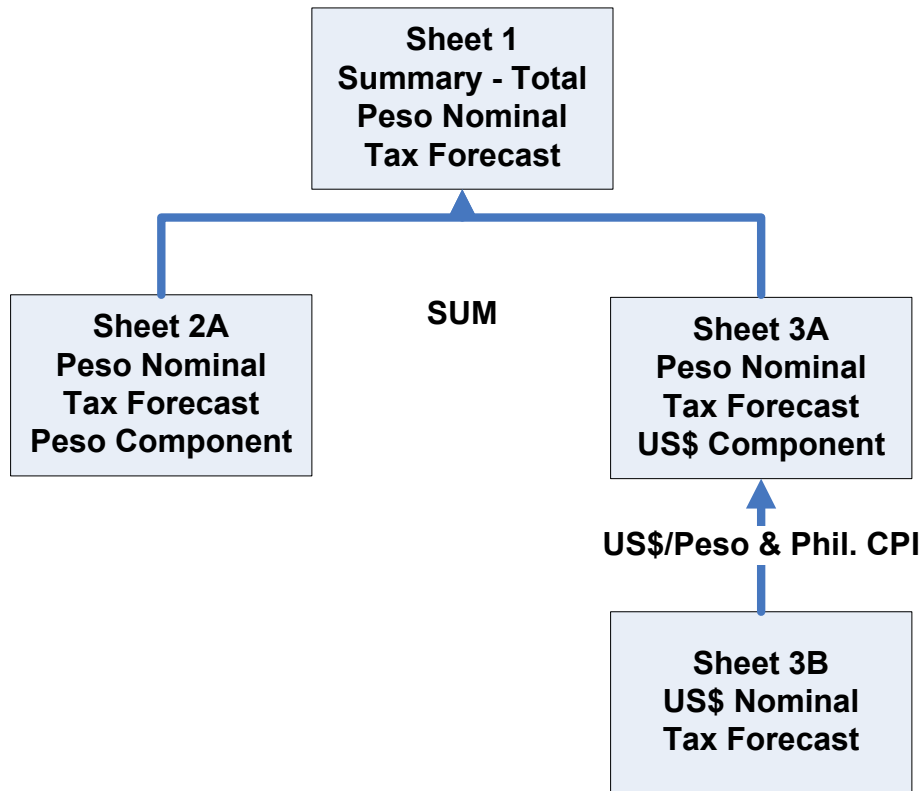 Sheet 1
Summary - Total
Peso Nominal
Tax Forecast
Sheet 2A
Peso Nominal
Tax Forecast
Peso Component
SUM
Sheet 3A
Peso Nominal
Tax Forecast
US$ Component
US$/Peso & Phil. CPI
Sheet 3B
US$ Nominal
Tax Forecast